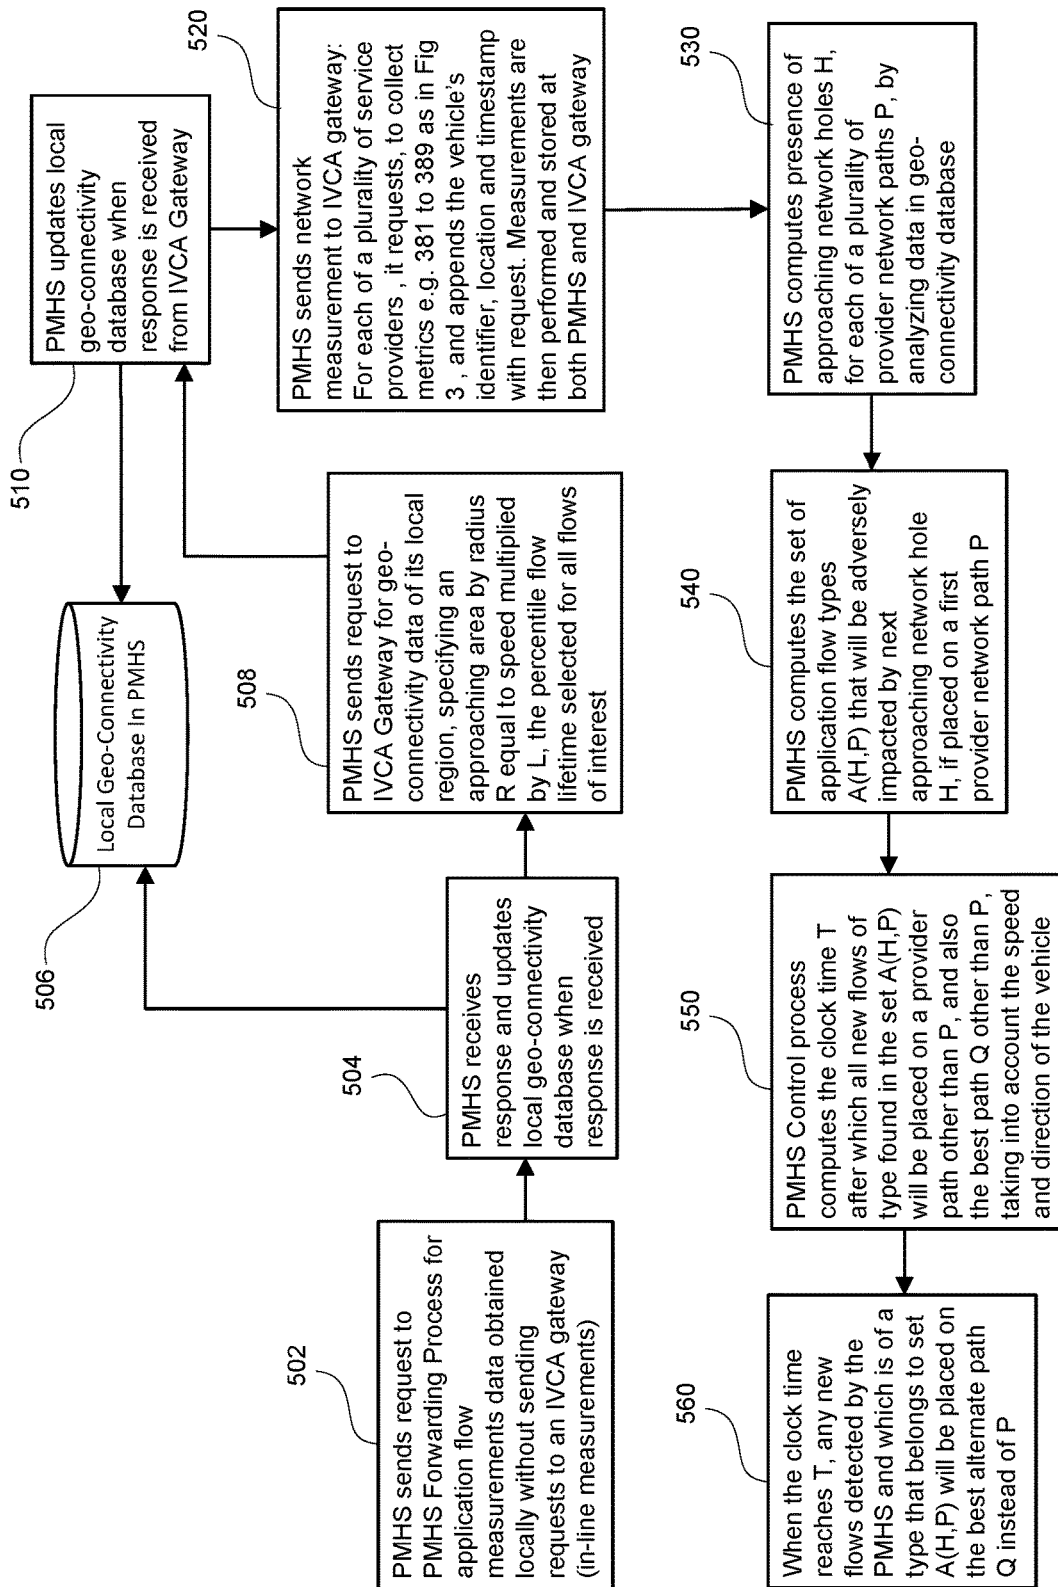 502
PMHS sends request to
PMHS Forwarding Process for
application flow
measurements data obtained
locally without sending
requests to an IVCA gateway
(in-line measurements)
504
PMHS receives
response and updates
local geo-connectivity
database when
response is received
506
Local Geo-Connectivity
Database In PMHS
508
PMHS sends request to
IVCA Gateway for geo-
connectivity data of its local
region, specifying an
approaching area by radius
R equal to speed multiplied
by L, the percentile flow
lifetime selected for all flows
of interest
510
PMHS updates local
geo-connectivity
database when
response is received
from IVCA Gateway
520
PMHS sends network
measurement to IVCA gateway:
For each of a plurality of service
providers , it requests, to collect
metrics e.g. 381 to 389 as in Fig
3 , and appends the vehicle's
identifier, location and timestamp
with request. Measurements are
then performed and stored at
both PMHS and IVCA gateway
530
PMHS computes presence of
approaching network holes H,
for each of a plurality of
provider network paths P, by
analyzing data in geo-
connectivity database
540
PMHS computes the set of
application flow types
A(H,P) that will be adversely
impacted by next
approaching network hole
H, if placed on a first
provider network path P
550
PMHS Control process
computes the clock time T
after which all new flows of
type found in the set A(H,P)
will be placed on a provider
path other than P, and also
the best path Q other than P,
taking into account the speed
and direction of the vehicle
560
When the clock time
reaches T, any new
flows detected by the
PMHS and which is of a
type that belongs to set
A(H,P) will be placed on
the best alternate path
Q instead of P